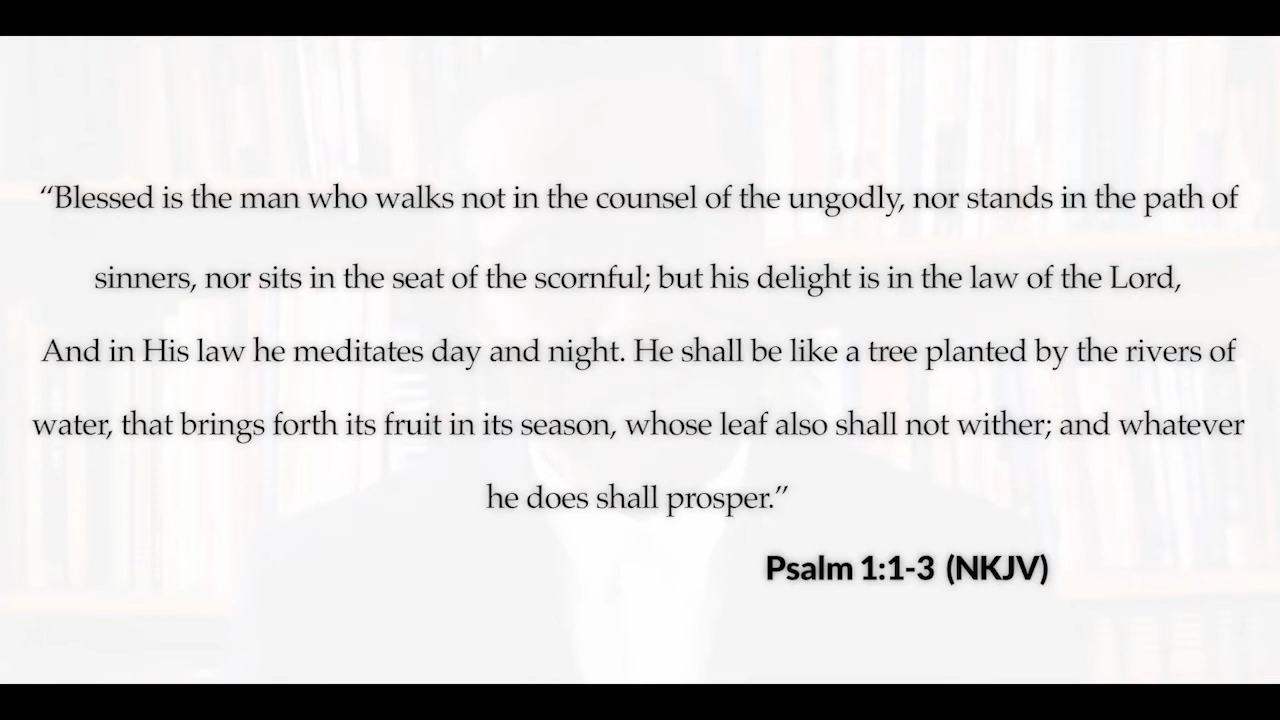 “Blessed is the man who walks not in the counsel of the ungodly, nor stands in the path of
sinners, nor sits in the seat of the scornful; but his delight is in the law of the Lord,
And in His law he meditates day and night. He shall be like a tree planted by the rivers of
water, that brings forth its fruit in its season, whose leaf also shall not wither; and whatever
he does shall prosper.”
Psalm 1:1-3 (NKJV)